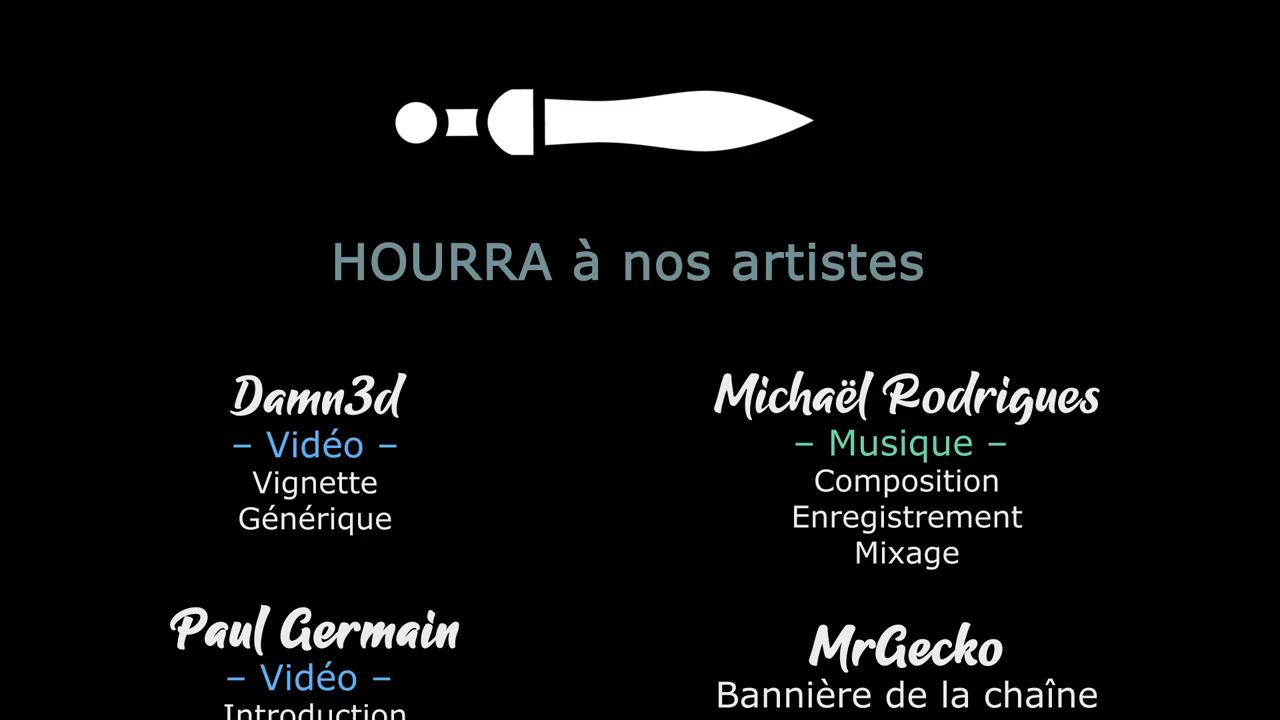 HOURRA à nos artistes
Damn3d
– Vidéo –
Vignette
Générique
Michaël Rodrigues
– Musique –
Composition
Enregistrement
Mixage
Paul Germain
– Vidéo –
Introduction
MrGecko
Bannière de la chaîne